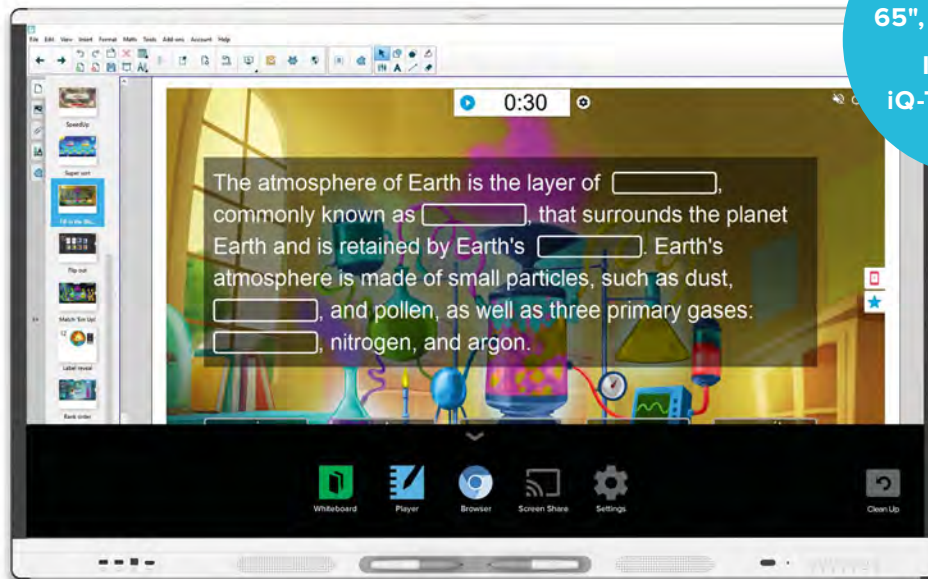 65",
iQ-
File Edit View Insert Format Math Tools Add-ons Account Help
0:30
SpeedUp
Super sort
Fill in the Bla...
Flip out
Match 'Em Up!
Label reveal
Rank order
The atmosphere of Earth is the layer of
,
commonly known as
, that surrounds the planet
Earth and is retained by Earth's
. Earth's
atmosphere is made of small particles, such as dust,
, and pollen, as well as three primary gases:
, nitrogen, and argon.
Whiteboard
Player
Browser
Screen Share
Settings
Clean Up